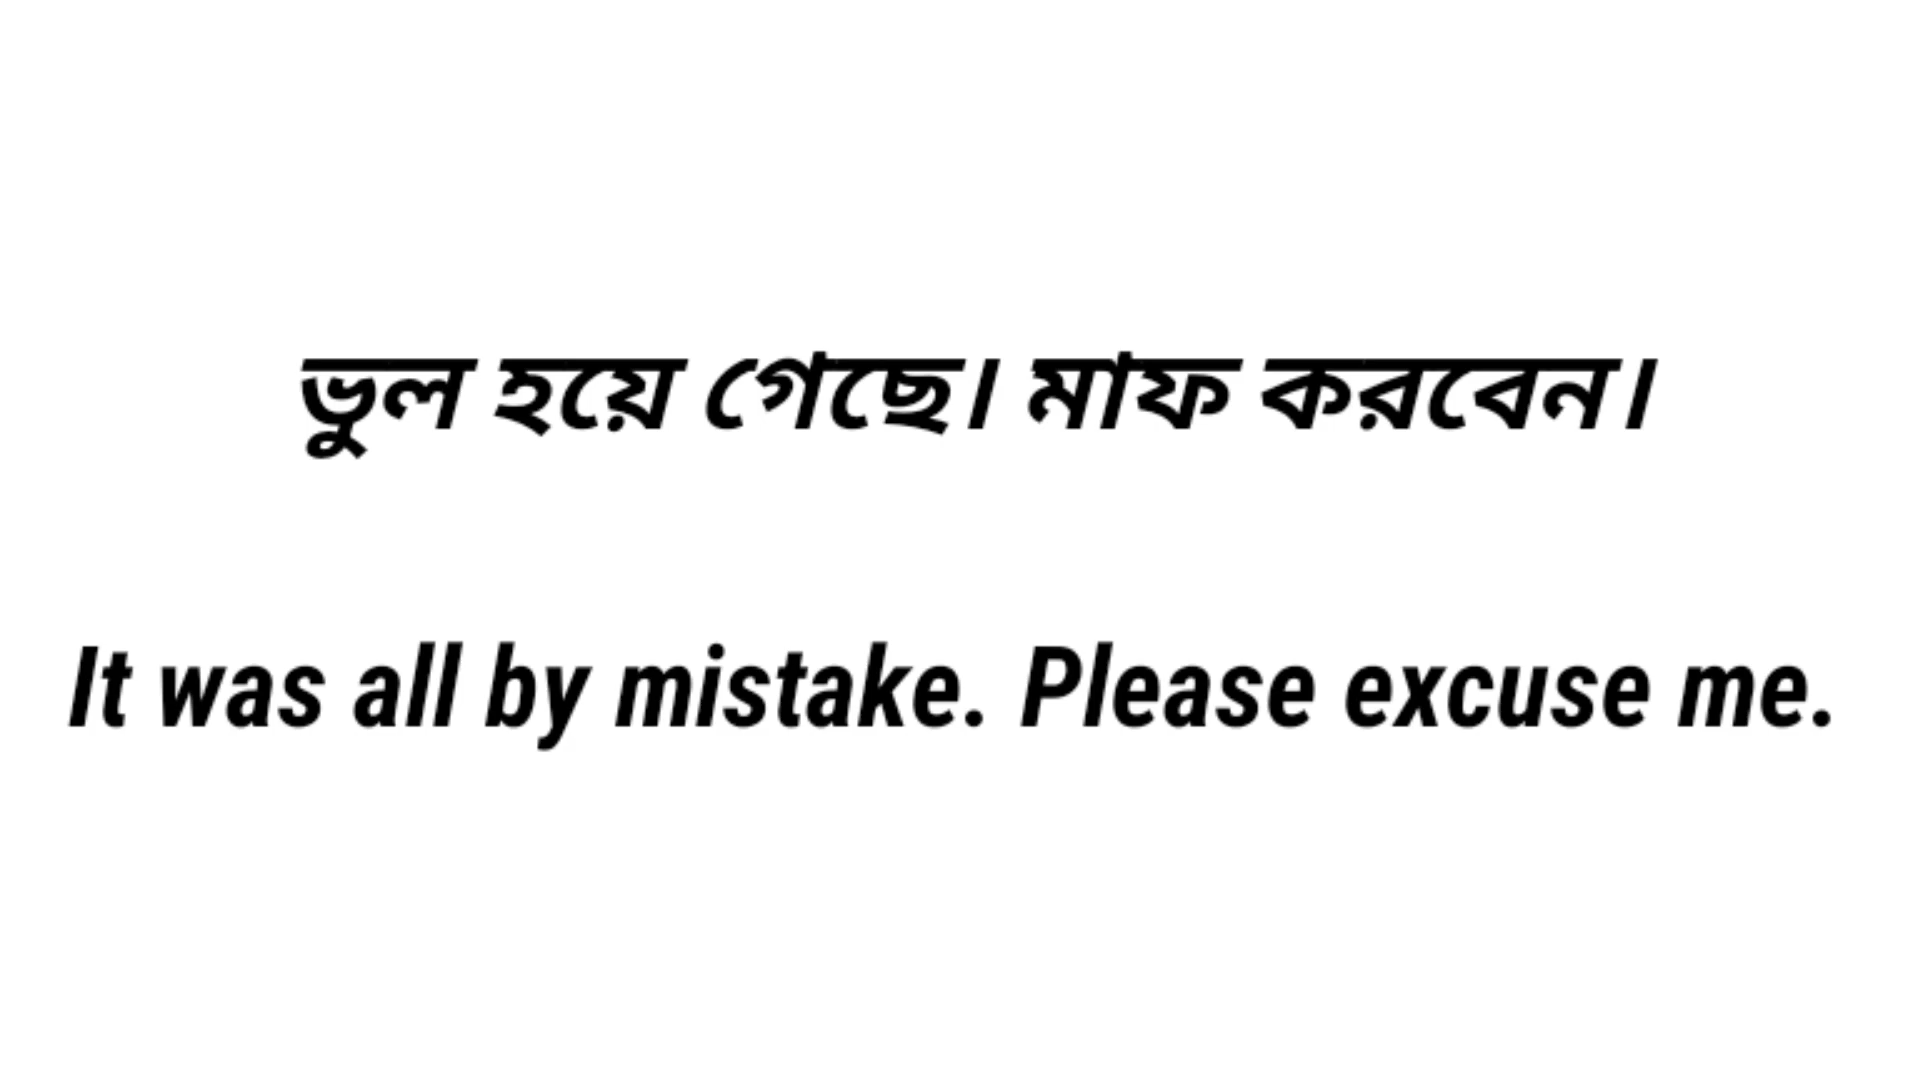 ভুল হয়ে গেছে। মাফ করবেন।
It was all by mistake. Please excuse me.